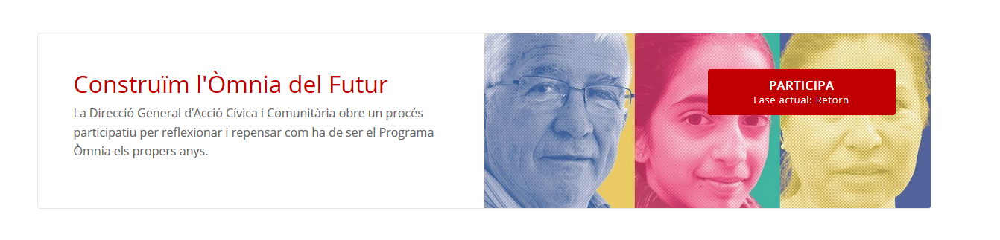 Construïm l'Òmnia del Futur
La Direcció General d’Acció Cívica i Comunitària obre un procés
participatiu per reflexionar i repensar com ha de ser el Programa
Òmnia els propers anys.
PARTICIPA
Fase actual: Retorn